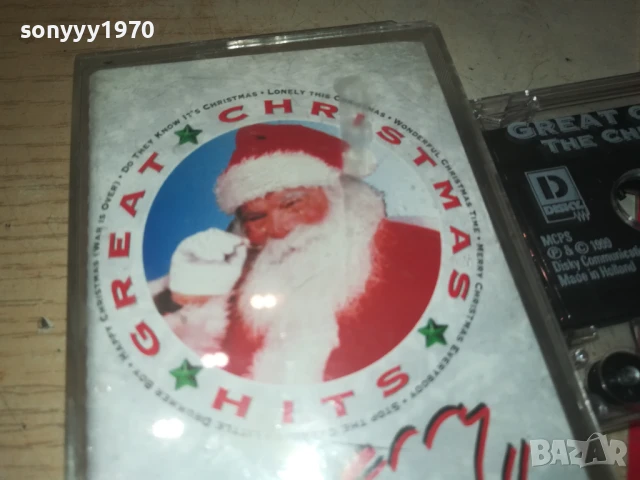 sonyyy1970
GREAT CHRISTMAS HITS
HAPPY CHRISTMAS (WAR IS OVER) • DO THEY KNOW IT'S CHRISTMAS • LONELY THIS CHRISTMAS • WONDERFUL CHRISTMAS TIME • MERRY CHRISTMAS EVERYBODY • STOP THE
LITTLE DRUMMER BOY •
GREAT
THE
DISKY
MCPS
℗ & © 1999
Disky Communications
Made in Holland
BAZAR
bg